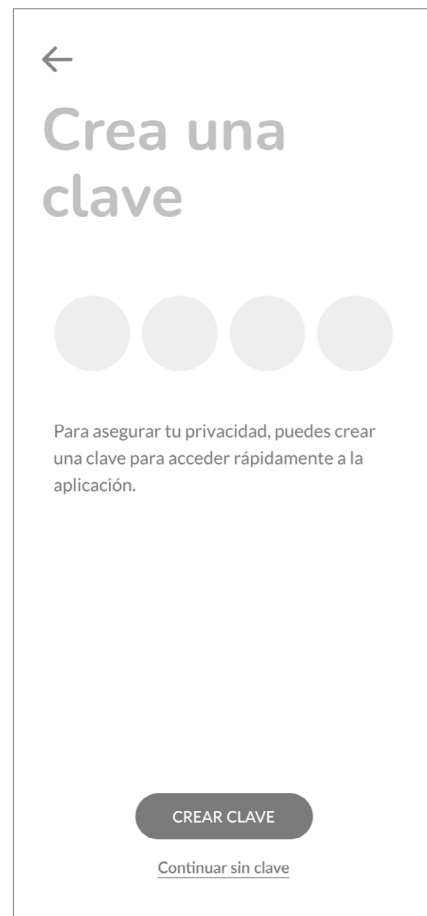 Crea una
clave
Para asegurar tu privacidad, puedes crear
una clave para acceder rápidamente a la
aplicación.
CREAR CLAVE
Continuar sin clave